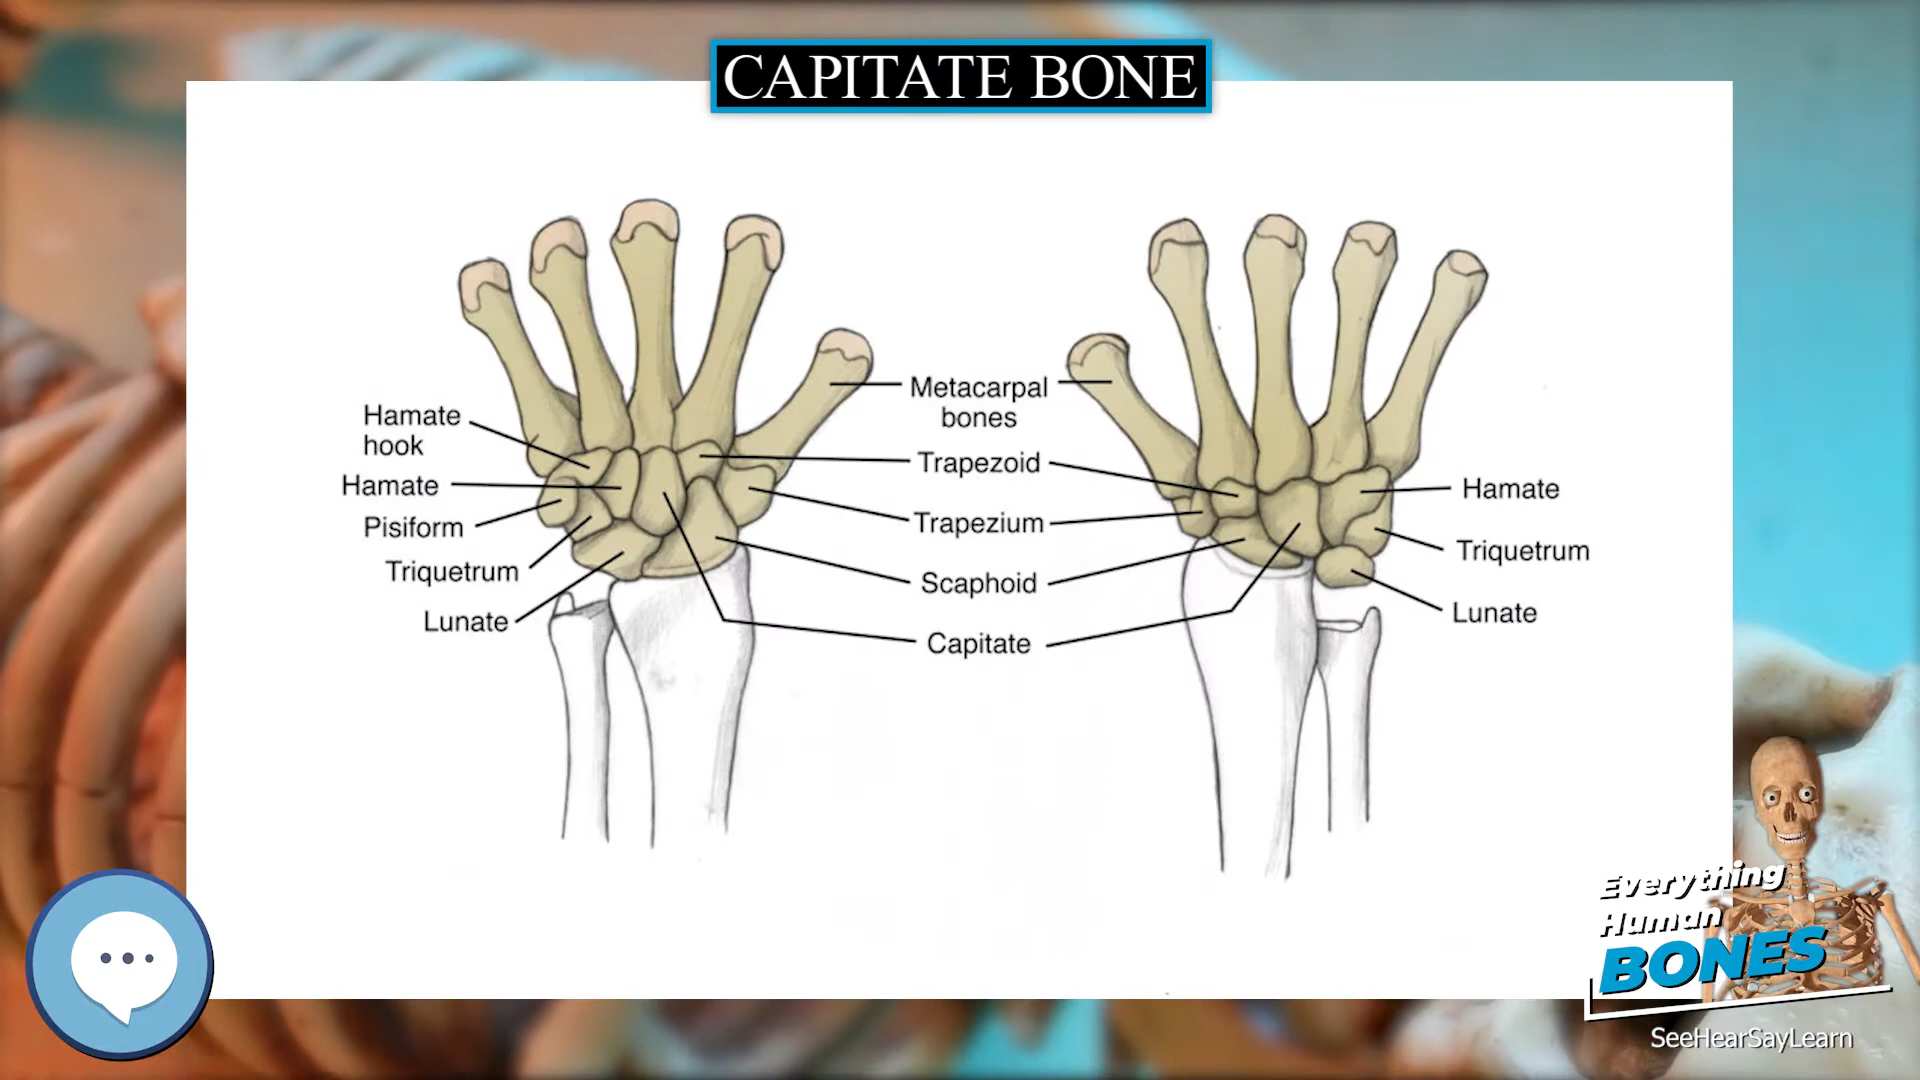 CAPITATE BONE
Hamate
hook
Hamate
Pisiform
Triquetrum
Lunate
Metacarpal
bones
Trapezoid
Trapezium
Scaphoid
Capitate
Hamate
Triquetrum
Lunate
Everything
Human
BONES
SeeHearSayLearn